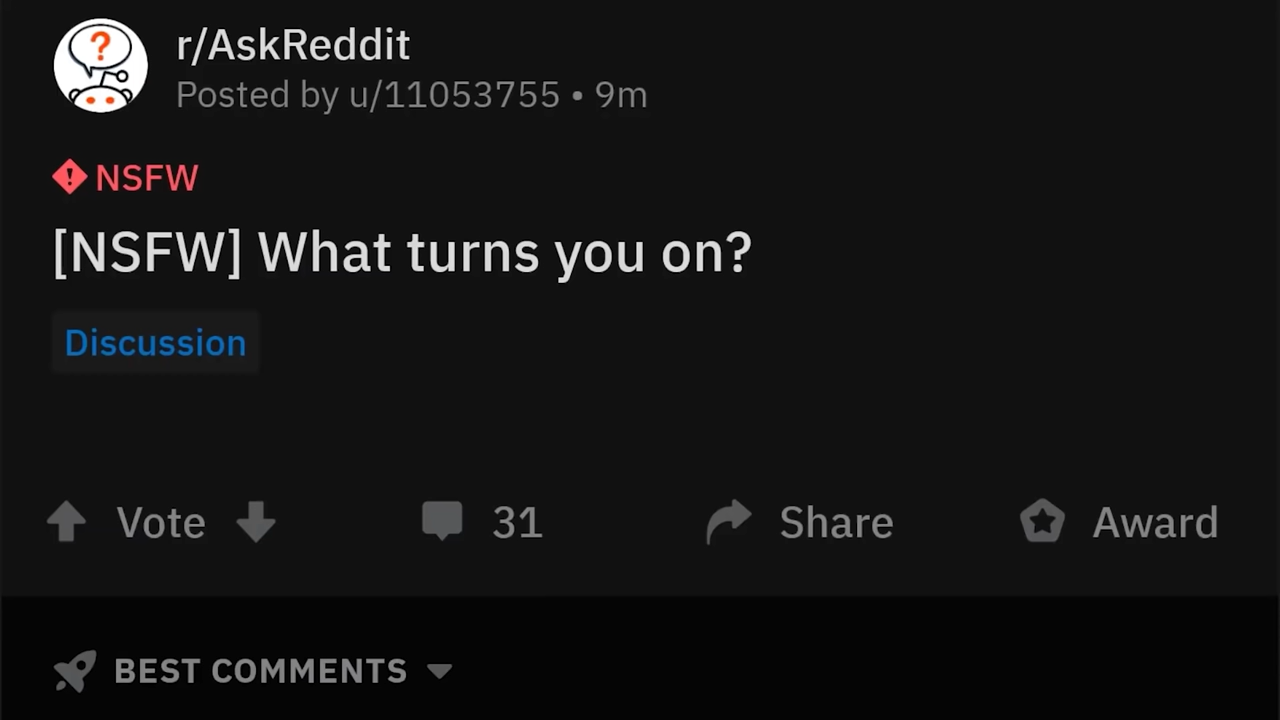 r/AskReddit
Posted by u/11053755 • 9m
NSFW
[NSFW] What turns you on?
Discussion
Vote 31 Share Award
BEST COMMENTS